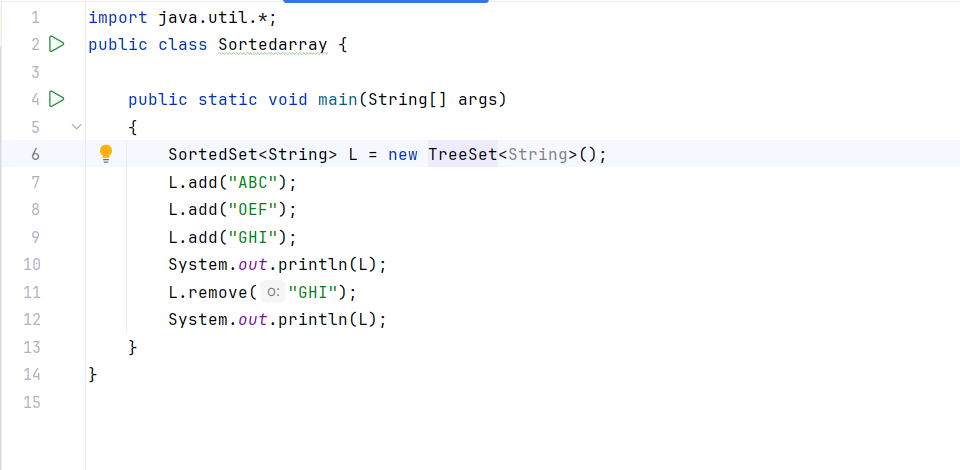 1 import java.util.*;
2 public class Sortedarray {
3
4 public static void main(String[] args)
5 {
6 SortedSet<String> L = new TreeSet<String>();
7 L.add("ABC");
8 L.add("OEF");
9 L.add("GHI");
10 System.out.println(L);
11 L.remove( o: "GHI");
12 System.out.println(L);
13 }
14 }
15